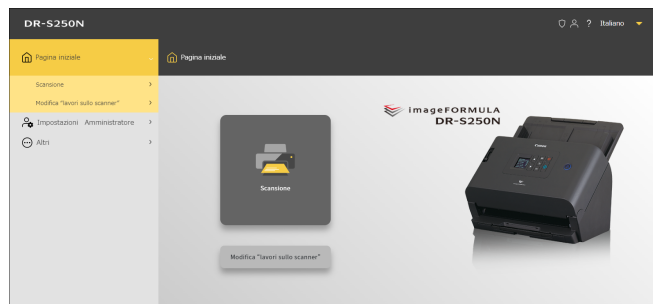 DR-S250N
? Italiano
Pagina iniziale
Pagina iniziale
Scansione
Modifica "lavori sullo scanner"
Impostazioni Amministratore
Altri
imageFORMULA
DR-S250N
Canon
Scansione
Modifica "lavori sullo scanner"